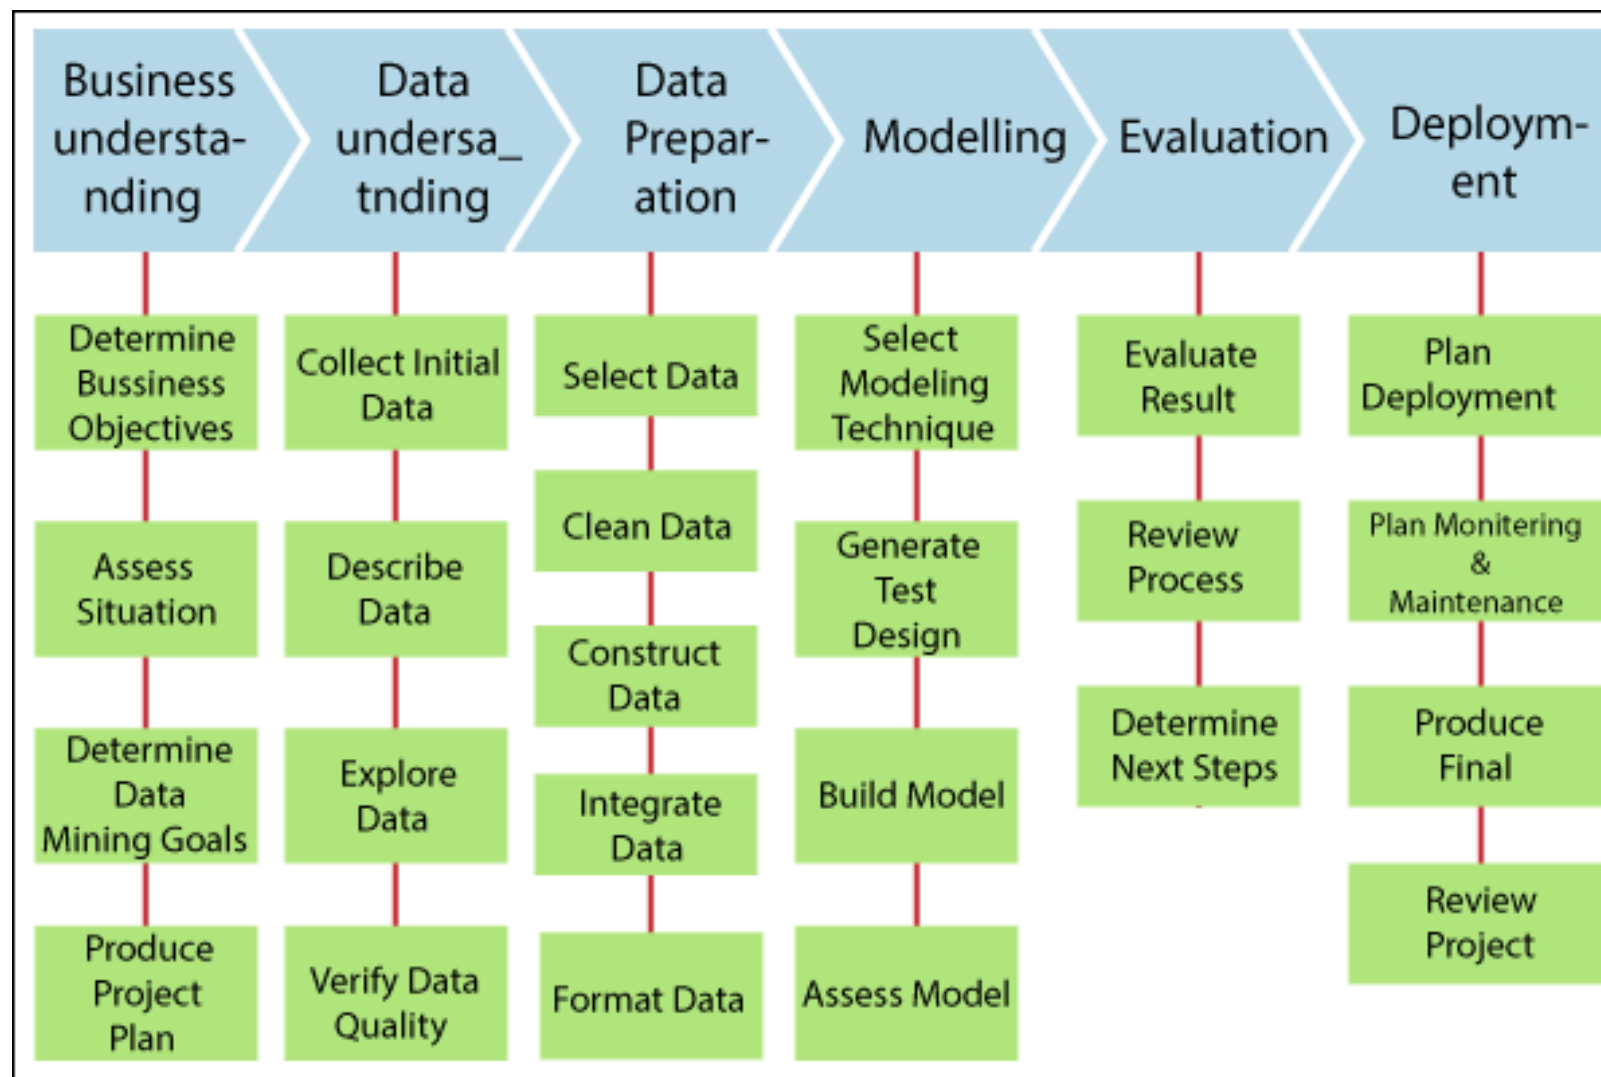 Business
understa-
nding
Data
undersa_
tnding
Data
Prepar-
ation
Modelling
Evaluation
Deploym-
ent
Determine
Bussiness
Objectives
Assess
Situation
Determine
Data
Mining Goals
Produce
Project
Plan
Collect Initial
Data
Describe
Data
Explore
Data
Verify Data
Quality
Select Data
Clean Data
Construct
Data
Integrate
Data
Format Data
Select
Modeling
Technique
Generate
Test
Design
Build Model
Assess Model
Evaluate
Result
Review
Process
Determine
Next Steps
Plan
Deployment
Plan Monitering
&
Maintenance
Produce
Final
Review
Project